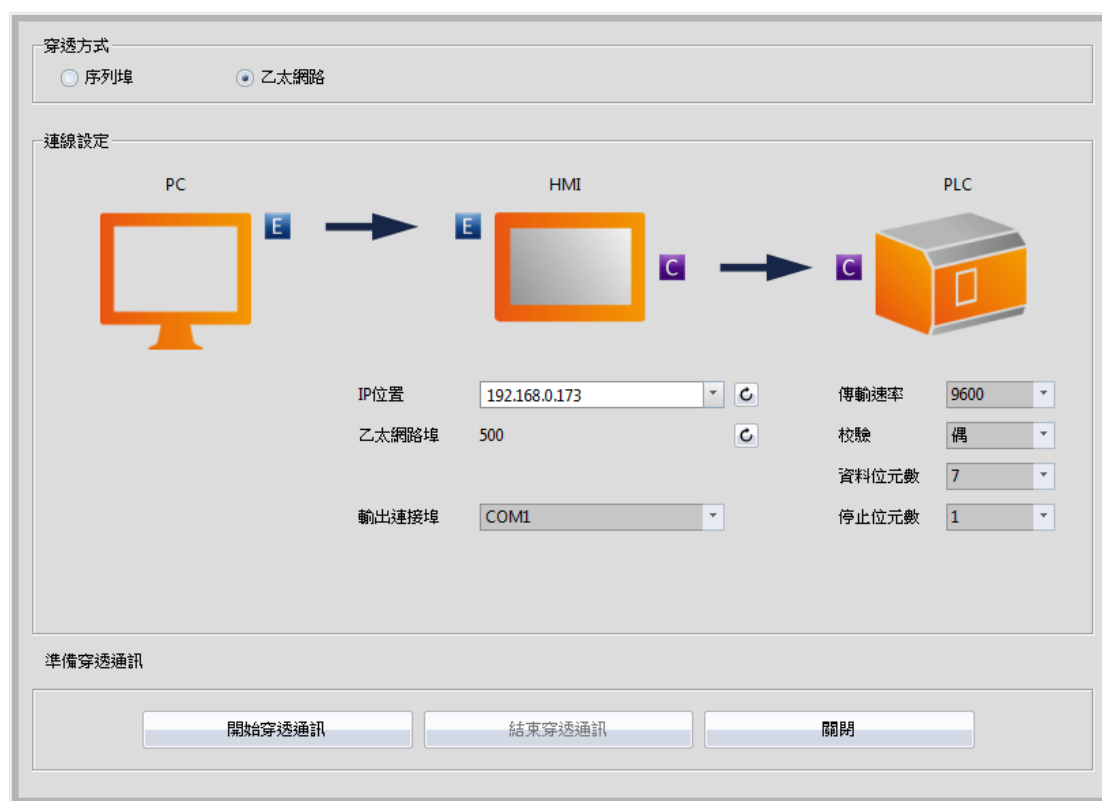 穿透方式
序列埠 乙太網路
連線設定
PC HMI PLC
E E C C
IP位置 192.168.0.173 傳輸速率 9600
乙太網路埠 500 校驗 偶
資料位元數 7
輸出連接埠 COM1 停止位元數 1
準備穿透通訊
開始穿透通訊 結束穿透通訊 關閉